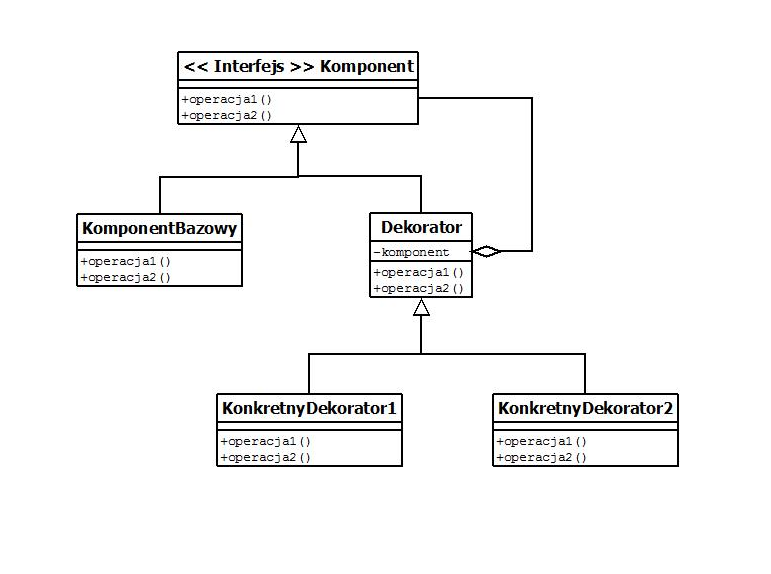 << Interfejs >> Komponent
+operacja1()
+operacja2()
KomponentBazowy
+operacja1()
+operacja2()
Dekorator
-komponent
+operacja1()
+operacja2()
KonkretnyDekorator1
+operacja1()
+operacja2()
KonkretnyDekorator2
+operacja1()
+operacja2()